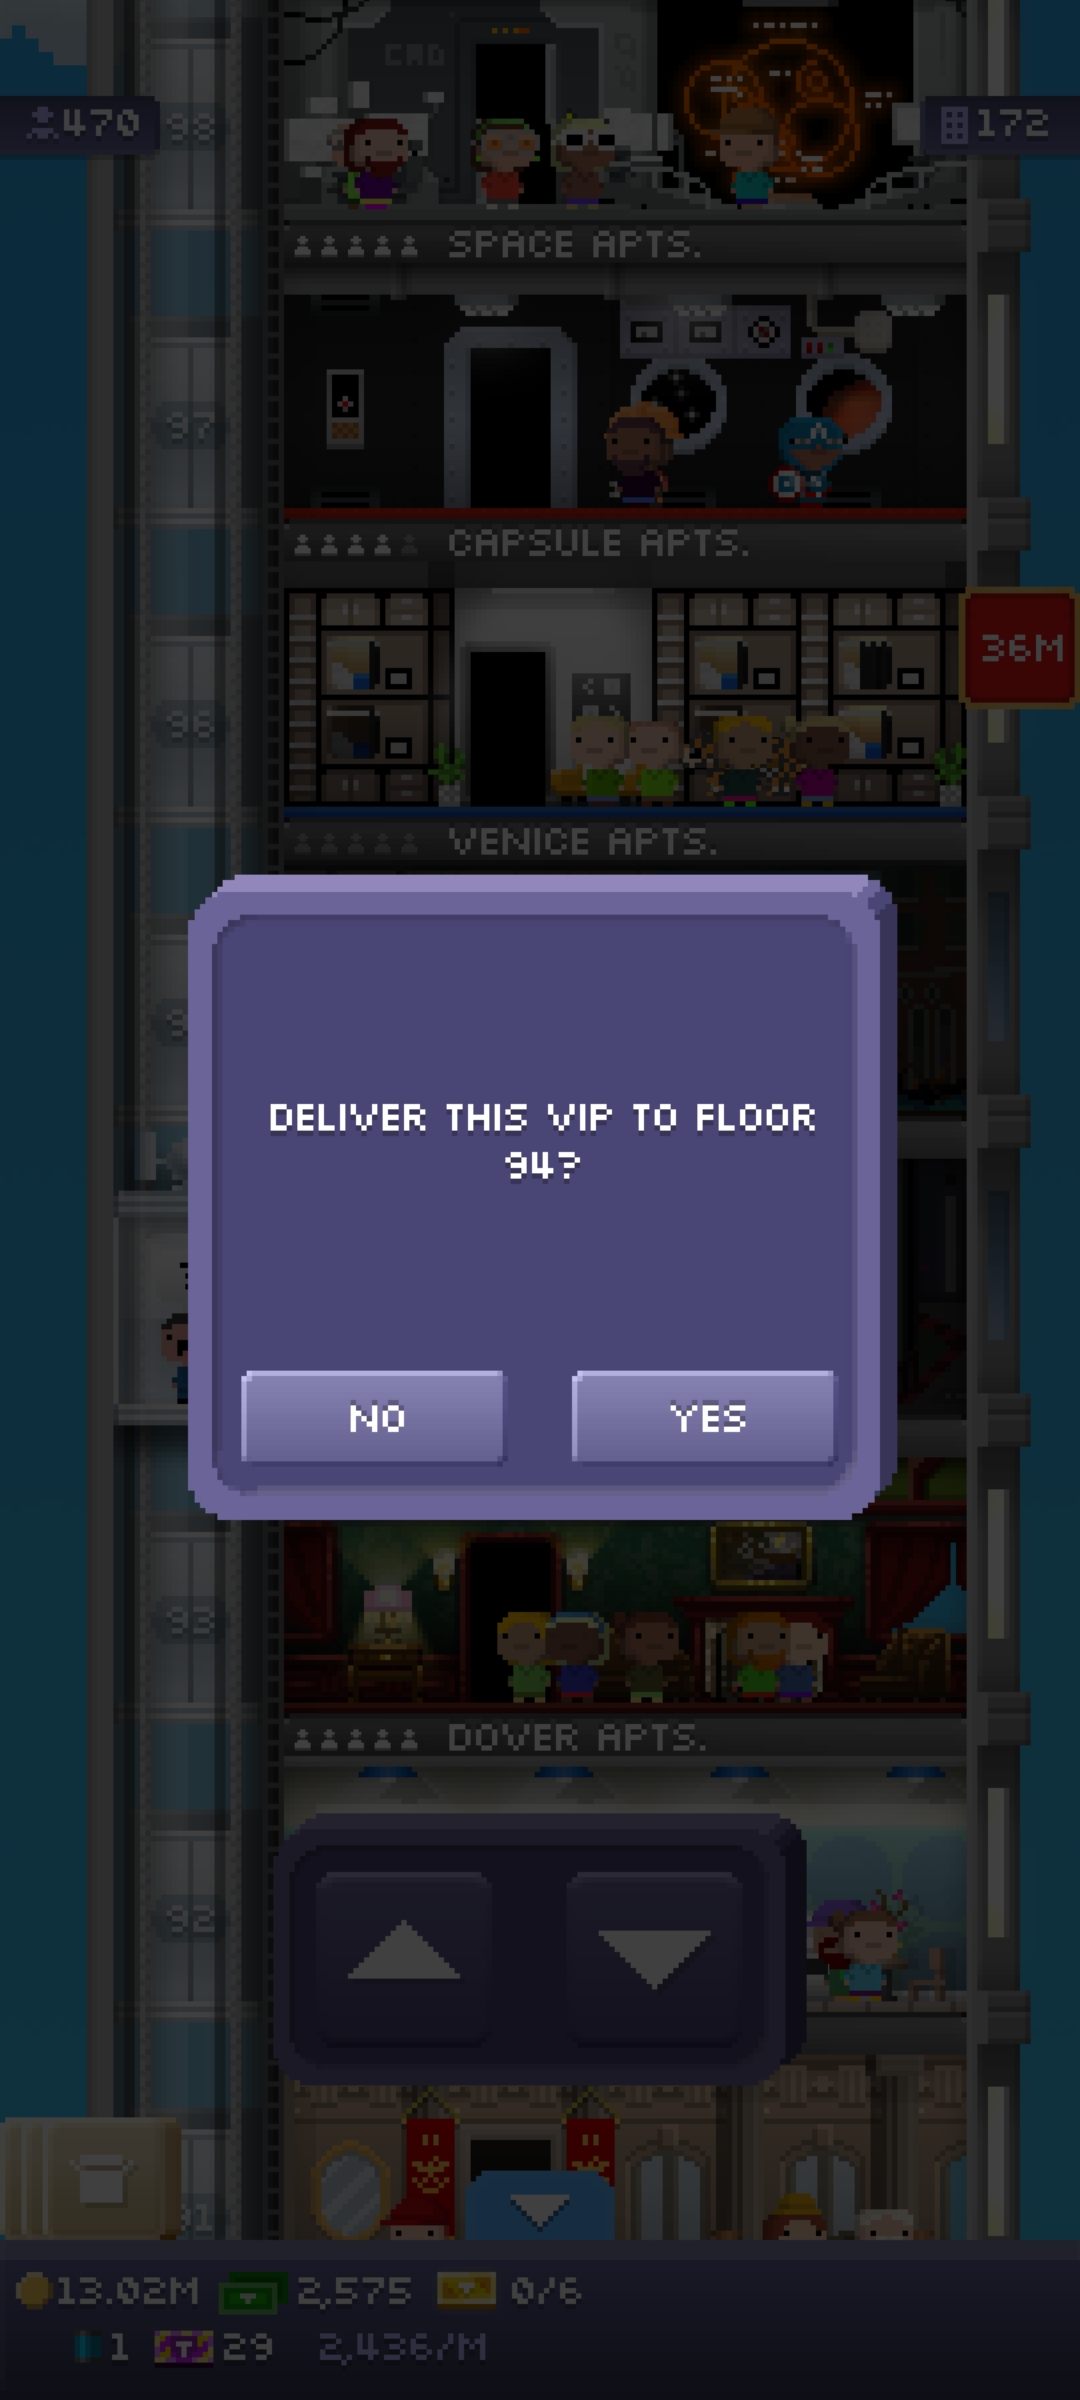 CAD
470
98
172
SPACE APTS.
97
CAPSULE APTS.
36M
96
VENICE APTS.
DELIVER THIS VIP TO FLOOR
94?
NO
YES
93
DOVER APTS.
92
91
13.02M
2,575
0/6
1
29
2,436/M